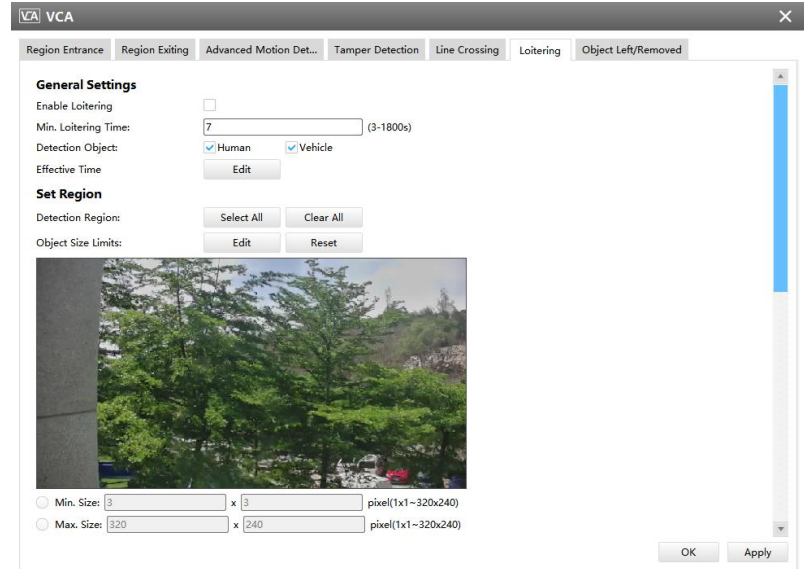 VCA VCA
Region Entrance Region Exiting Advanced Motion Det... Tamper Detection Line Crossing Loitering Object Left/Removed
General Settings
Enable Loitering
Min. Loitering Time: 7 (3-1800s)
Detection Object: Human Vehicle
Effective Time Edit
Set Region
Detection Region: Select All Clear All
Object Size Limits: Edit Reset
Min. Size: 3 x 3 pixel(1x1~320x240)
Max. Size: 320 x 240 pixel(1x1~320x240)
OK Apply